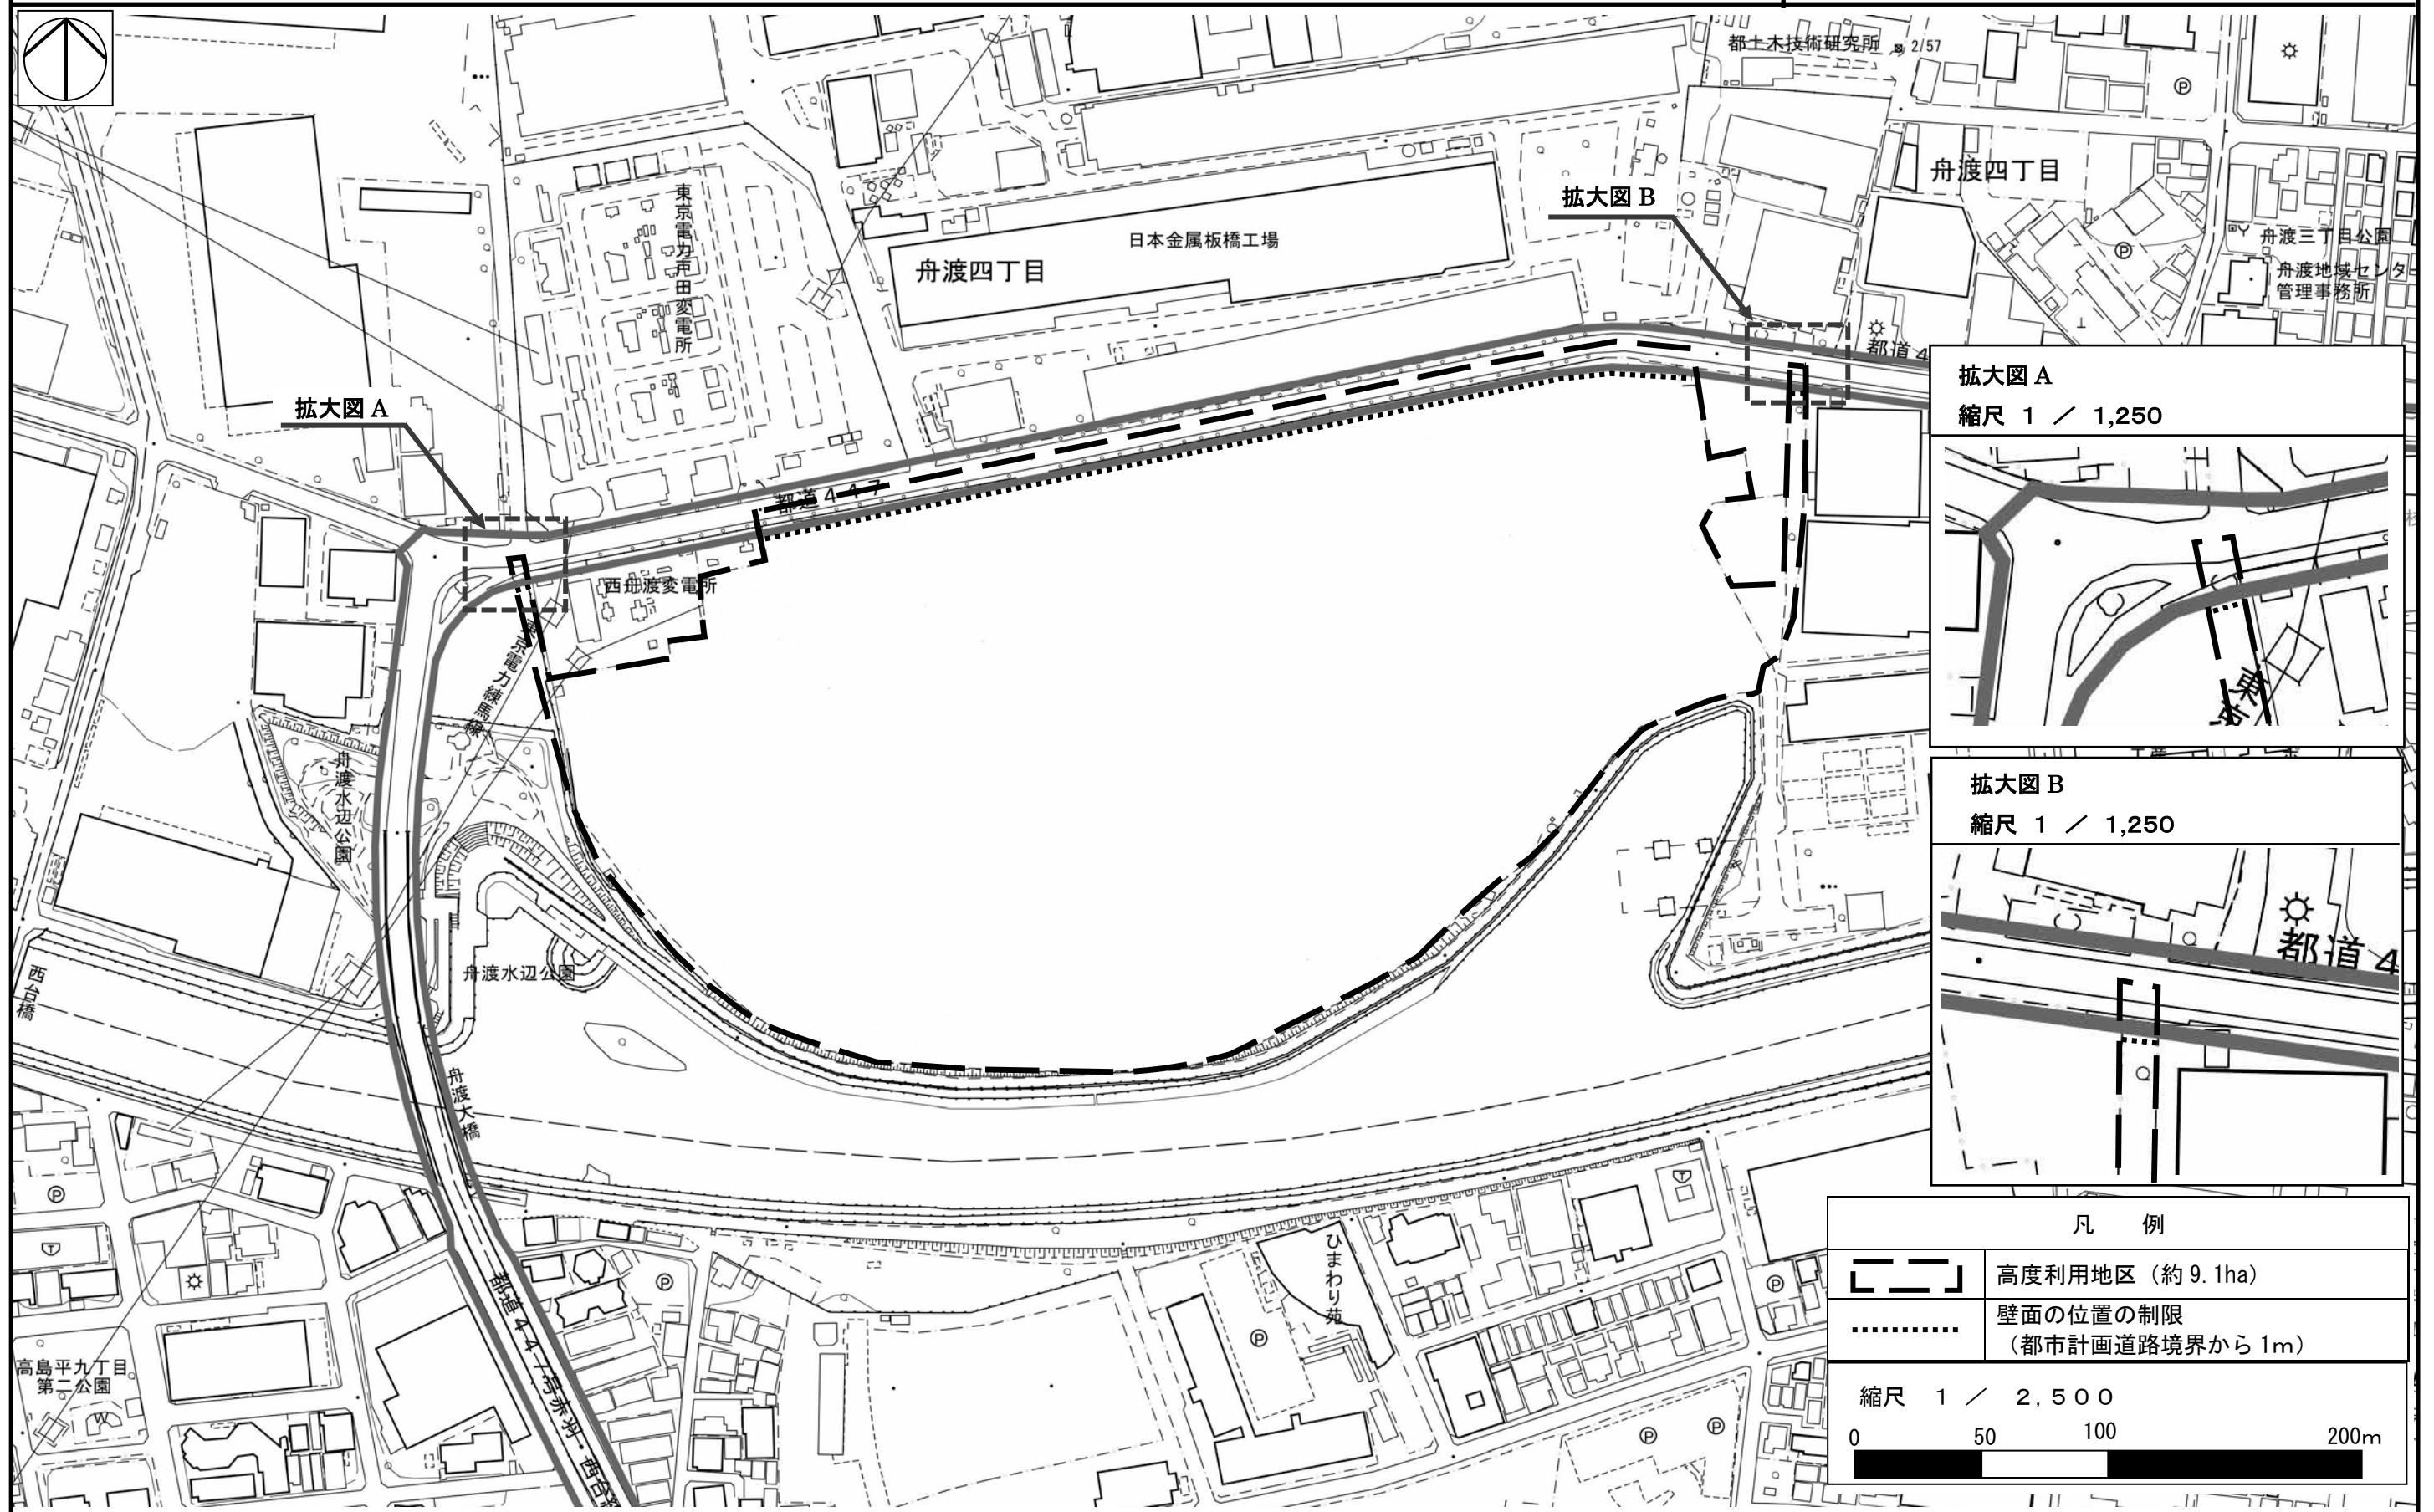 都土木技術研究所
2/57
舟渡四丁目
拡大図 B
東京電力戸田変電所
日本金属板橋工場
舟渡四丁目
舟渡三丁目公園
舟渡地域センター
管理事務所
都道4
拡大図 A
拡大図 A
縮尺 1 ／ 1,250
都道447
西舟渡変電所
東京電力練馬線
東京
舟渡水辺公園
拡大図 B
縮尺 1 ／ 1,250
都道4
西台橋
舟渡水辺公園
舟渡大橋
Ⓟ
Ⓟ
Ⓟ
Ⓟ
Ⓟ
Ⓟ
Ⓟ
Ⓟ
ひまわり苑
都道447号赤羽・西台線
高島平九丁目
第二公園
凡 例
高度利用地区（約 9.1ha）
壁面の位置の制限
（都市計画道路境界から 1m）
縮尺 1 ／ 2,500
0 50 100 200m